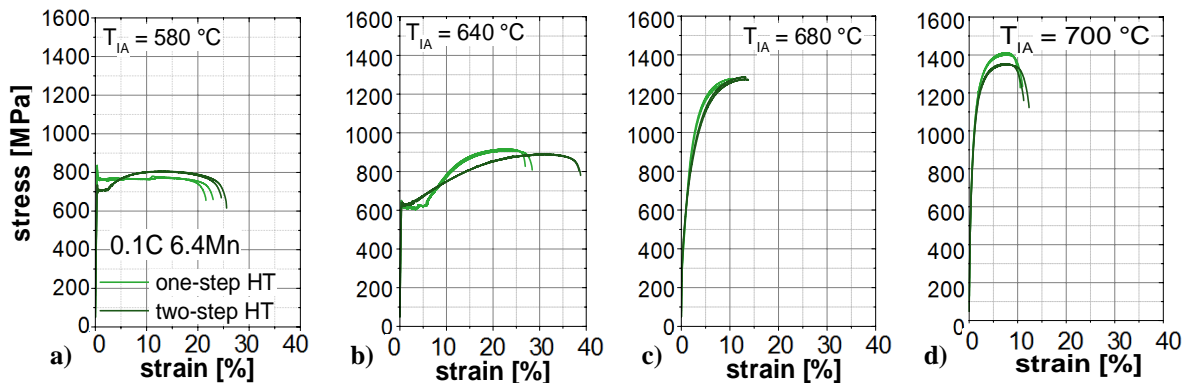 stress [MPa]
1600
1400
1200
1000
800
600
400
200
0
T_IA = 580 °C
0.1C 6.4Mn
one-step HT
two-step HT
0 10 20 30 40
a)
strain [%]
1600
1400
1200
1000
800
600
400
200
0
T_IA = 640 °C
0 10 20 30 40
b)
strain [%]
1600
1400
1200
1000
800
600
400
200
0
T_IA = 680 °C
0 10 20 30 40
c)
strain [%]
1600
1400
1200
1000
800
600
400
200
0
T_IA = 700 °C
0 10 20 30 40
d)
strain [%]